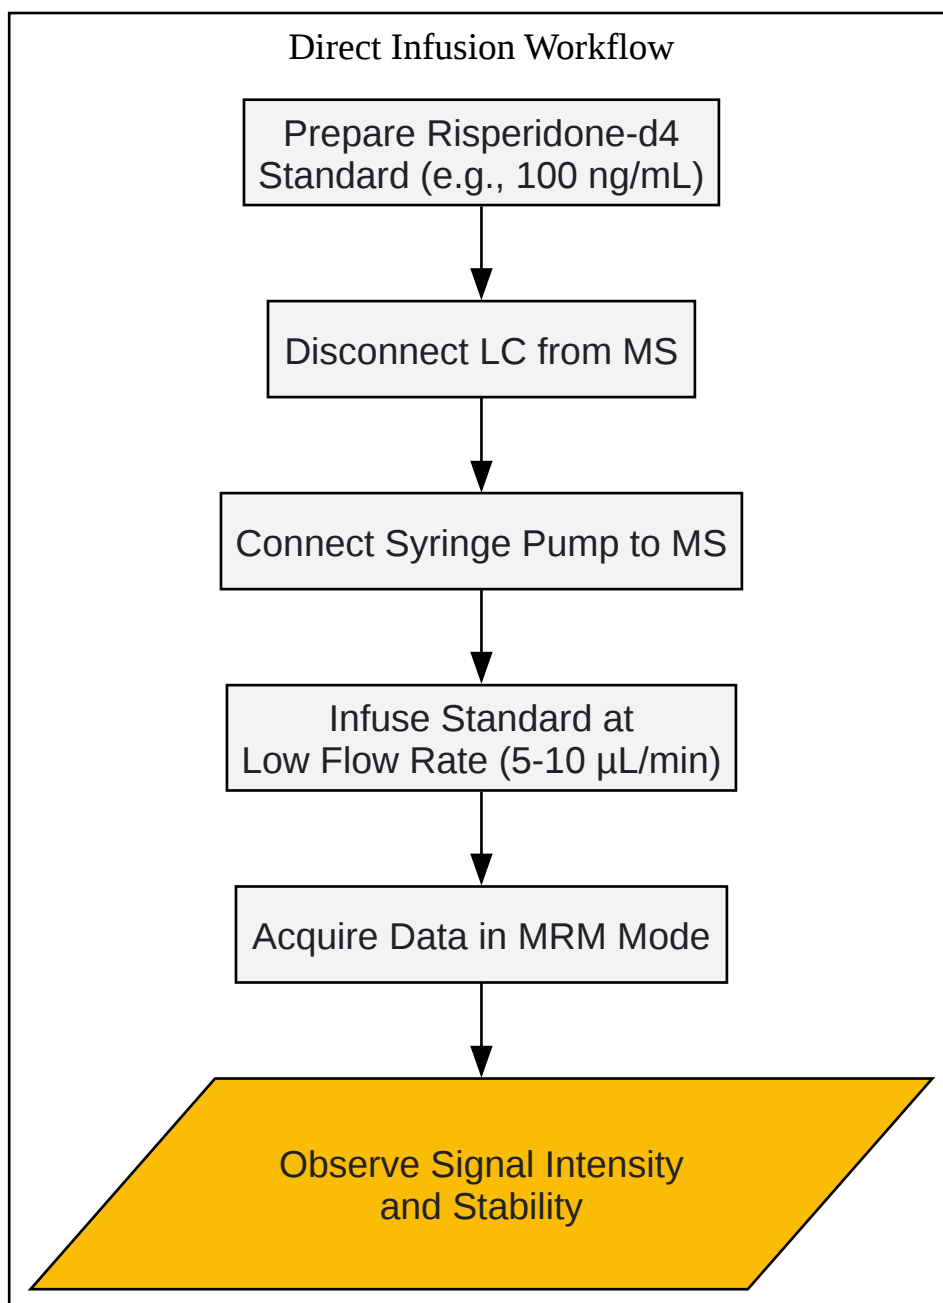 Direct Infusion Workflow
Prepare Risperidone-d4
Standard (e.g., 100 ng/mL)
Disconnect LC from MS
Connect Syringe Pump to MS
Infuse Standard at
Low Flow Rate (5-10 µL/min)
Acquire Data in MRM Mode
Observe Signal Intensity
and Stability